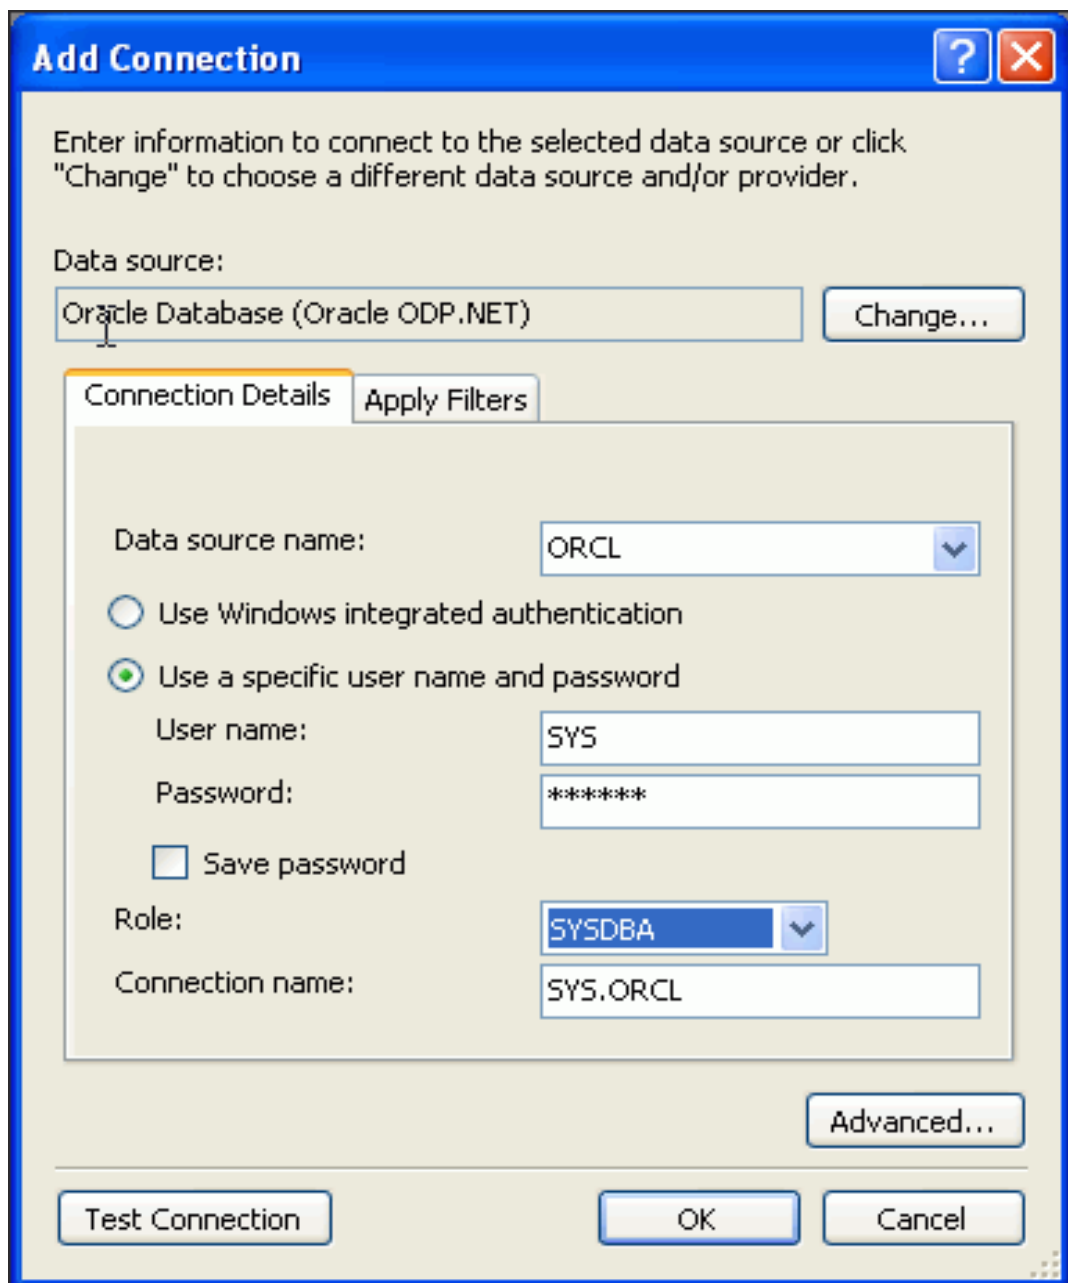 Add Connection
?
Enter information to connect to the selected data source or click
"Change" to choose a different data source and/or provider.
Data source:
Oracle Database (Oracle ODP.NET)
Change...
Connection Details
Apply Filters
Data source name:
ORCL
Use Windows integrated authentication
Use a specific user name and password
User name:
SYS
Password:
******
Save password
Role:
SYSDBA
Connection name:
SYS.ORCL
Advanced...
Test Connection
OK
Cancel